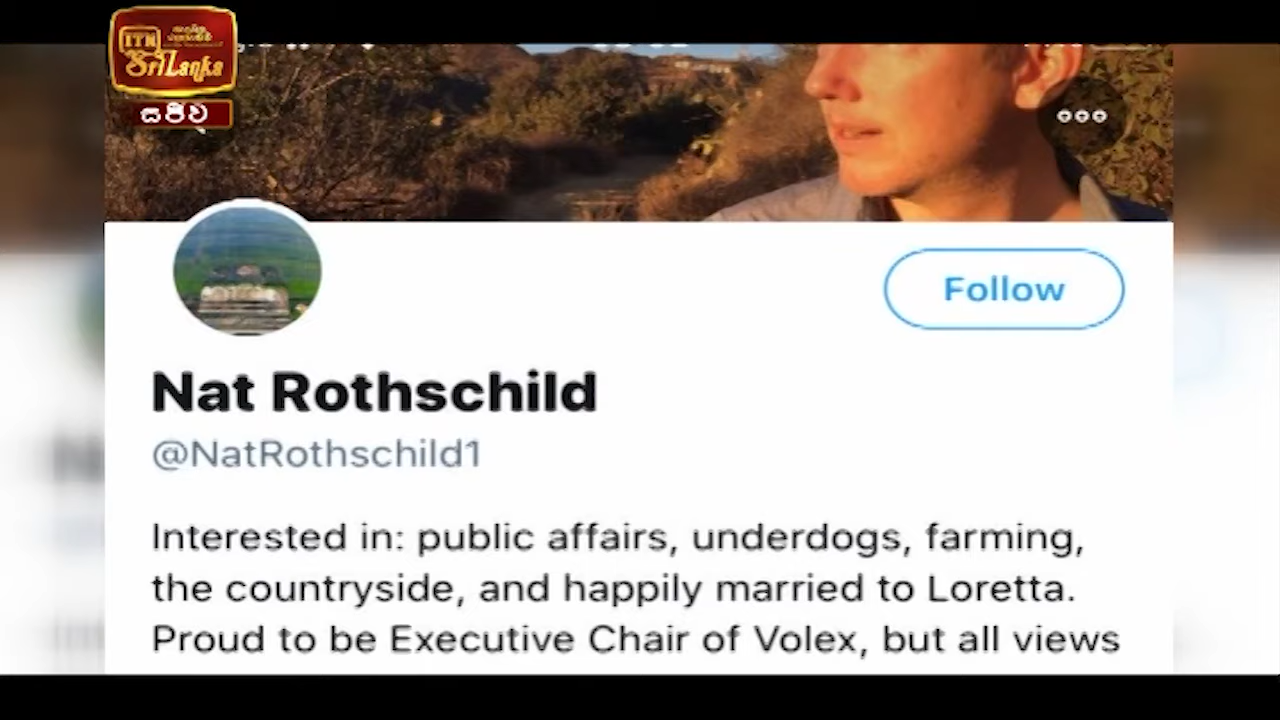 ITN
Sri Lanka
සජීව
Follow
Nat Rothschild
@NatRothschild1
Interested in: public affairs, underdogs, farming,
the countryside, and happily married to Loretta.
Proud to be Executive Chair of Volex, but all views